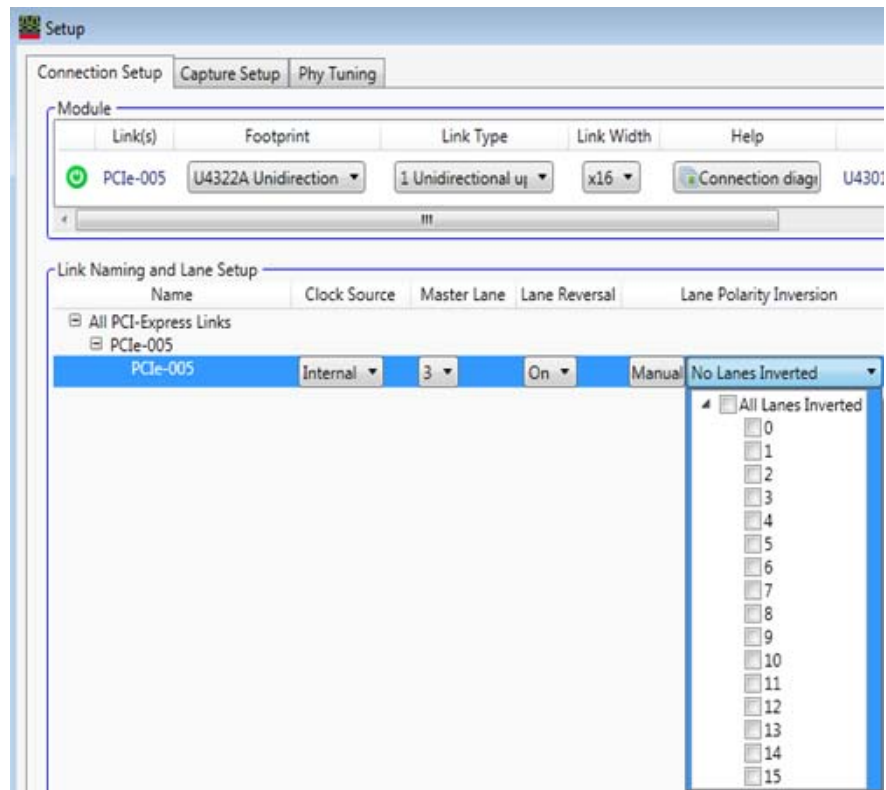 Setup
Connection Setup Capture Setup Phy Tuning
Module
Link(s) Footprint Link Type Link Width Help
PCIe-005 U4322A Unidirection 1 Unidirectional x16 Connection U4301
Link Naming and Lane Setup
Name Clock Source Master Lane Lane Reversal Lane Polarity Inversion
All PCI-Express Links
PCIe-005
PCIe-005 Internal 3 On Manual No Lanes Inverted
All Lanes Inverted
0
1
2
3
4
5
6
7
8
9
10
11
12
13
14
15